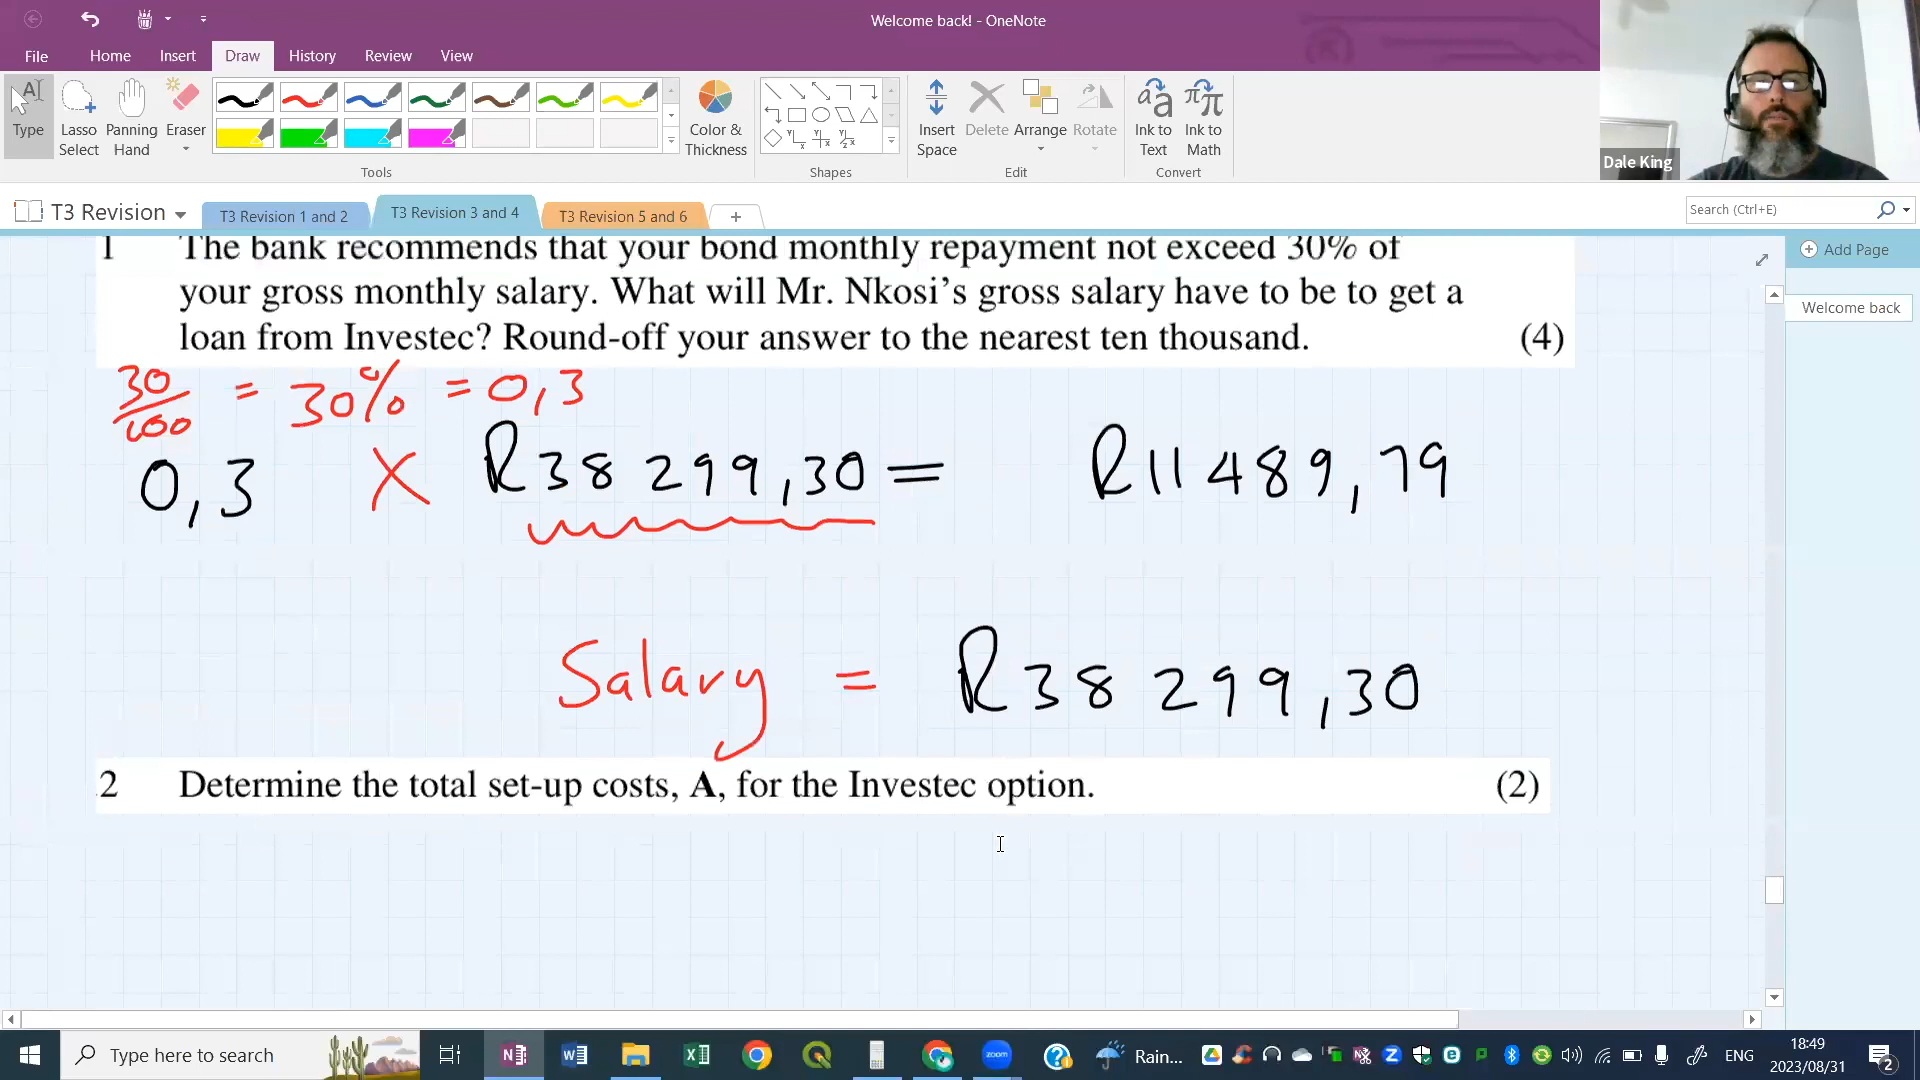 Welcome back! - OneNote
File Home Insert Draw History Review View
Type
Lasso Select
Panning Hand
Eraser
Color & Thickness
Insert Space
Delete
Arrange
Rotate
Ink to Text
Ink to Math
Tools Shapes Edit Convert
Dale King
T3 Revision
T3 Revision 1 and 2 T3 Revision 3 and 4 T3 Revision 5 and 6 +
Search (Ctrl+E)
Add Page
Welcome back
1 The bank recommends that your bond monthly repayment not exceed 30% of
your gross monthly salary. What will Mr. Nkosi's gross salary have to be to get a
loan from Investec? Round-off your answer to the nearest ten thousand. (4)
30/100 = 30% = 0,3
0,3 X R38 299,30 = R11 489,79
Salary = R38 299,30
.2 Determine the total set-up costs, A, for the Investec option. (2)
Type here to search
zoom
Rain...
ENG
18:49
2023/08/31
2